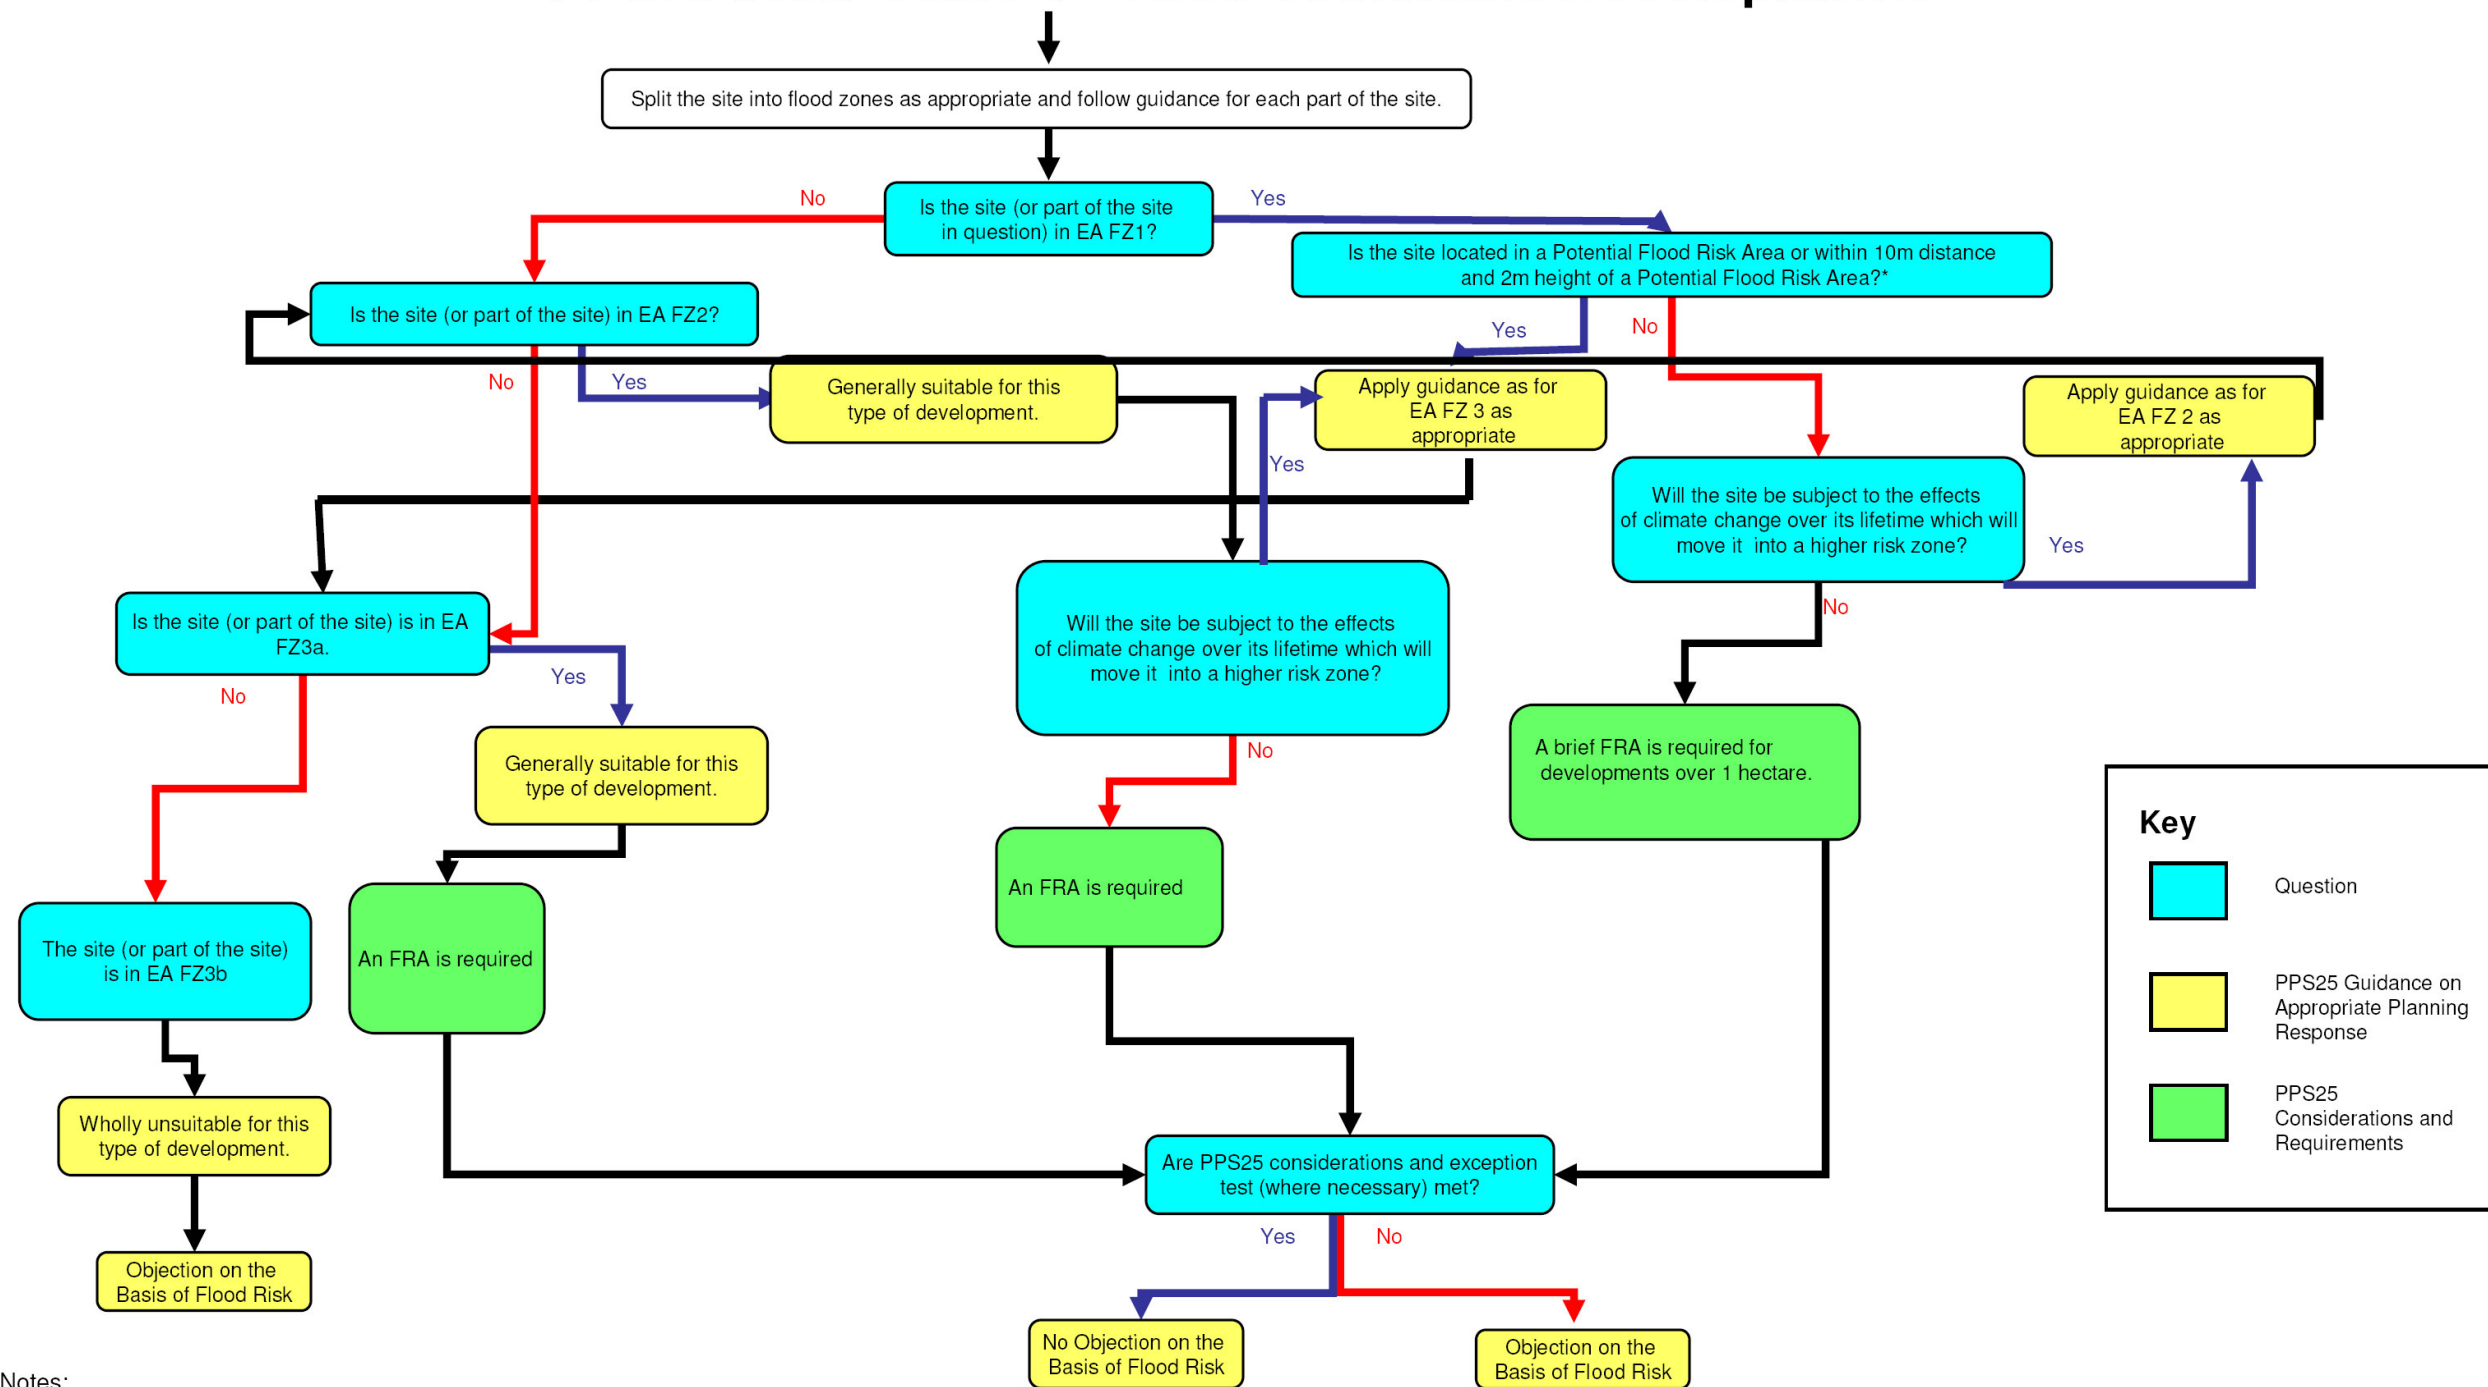 Split the site into flood zones as appropriate and follow guidance for each part of the site.
No
Is the site (or part of the site
in question) in EA FZ1?
Yes
Is the site located in a Potential Flood Risk Area or within 10m distance
and 2m height of a Potential Flood Risk Area?*
Is the site (or part of the site) in EA FZ2?
Yes
No
No
Yes
Generally suitable for this
type of development.
Apply guidance as for
EA FZ 3 as
appropriate
Apply guidance as for
EA FZ 2 as
appropriate
Yes
Will the site be subject to the effects
of climate change over its lifetime which will
move it into a higher risk zone?
Yes
No
Is the site (or part of the site) is in EA
FZ3a.
Yes
No
Will the site be subject to the effects
of climate change over its lifetime which will
move it into a higher risk zone?
No
Generally suitable for this
type of development.
A brief FRA is required for
developments over 1 hectare.
An FRA is required
The site (or part of the site)
is in EA FZ3b
An FRA is required
Key
Question
PPS25 Guidance on
Appropriate Planning
Response
PPS25
Considerations and
Requirements
Wholly unsuitable for this
type of development.
Are PPS25 considerations and exception
test (where necessary) met?
Yes
No
Objection on the
Basis of Flood Risk
No Objection on the
Basis of Flood Risk
Objection on the
Basis of Flood Risk
Notes: